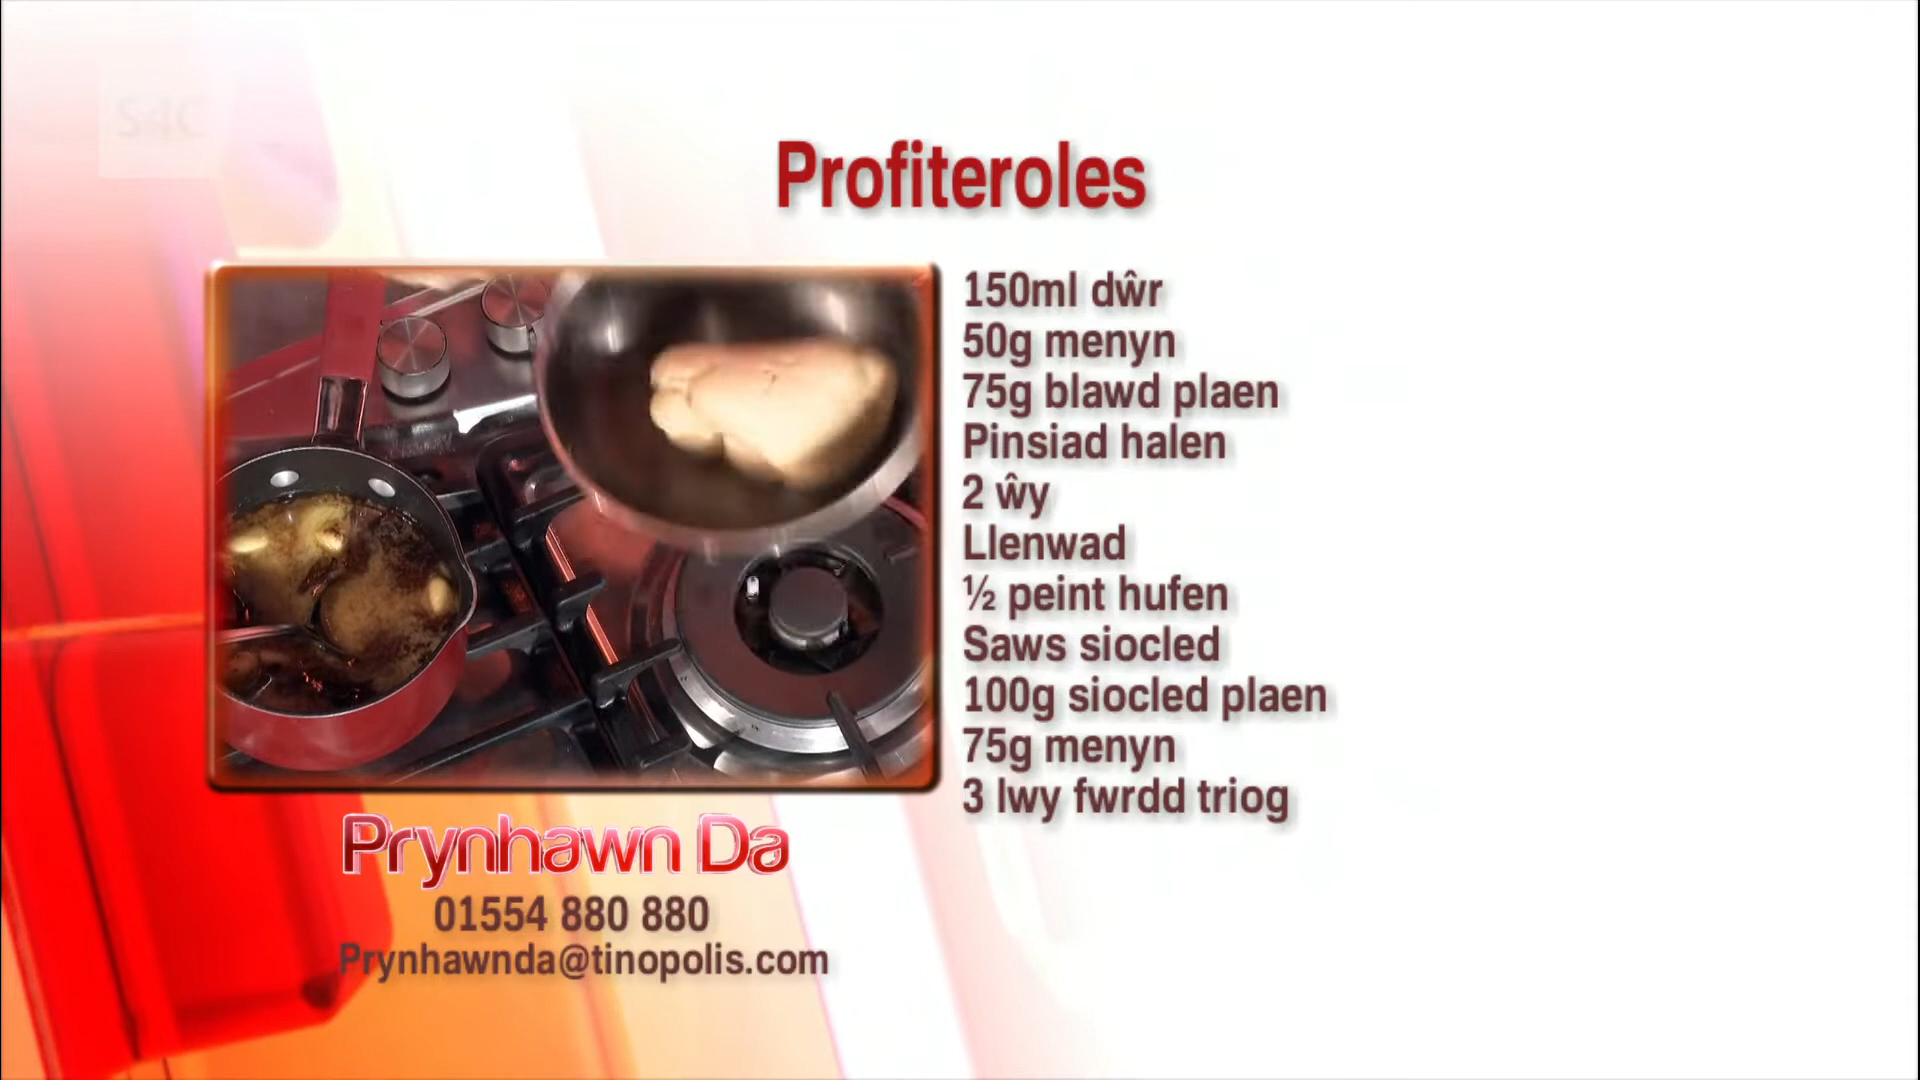 S4C
Profiteroles
150ml dŵr
50g menyn
75g blawd plaen
Pinsiad halen
2 ŵy
Llenwad
½ peint hufen
Saws siocled
100g siocled plaen
75g menyn
3 lwy fwrdd triog
Prynhawn Da
01554 880 880
Prynhawnda@tinopolis.com